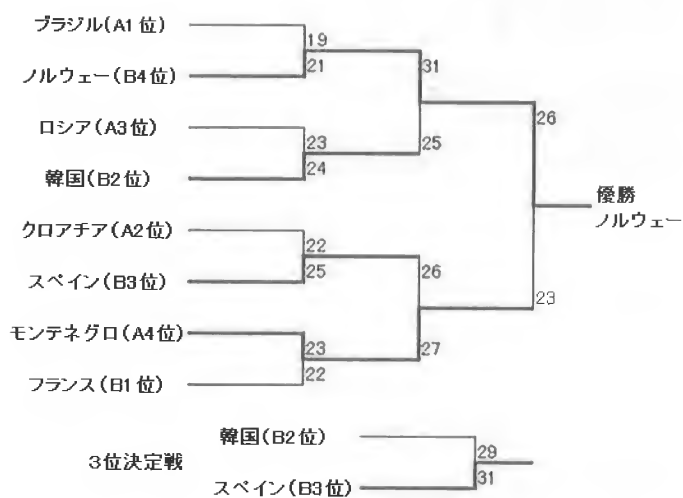 ブラジル(A1位)
19
21
ノルウェー(B4位)
31
26
ロシア(A3位)
23
24
25
韓国(B2位)
優勝
ノルウェー
クロアチア(A2位)
22
25
スペイン(B3位)
26
23
モンテネグロ(A4位)
23
22
27
フランス(B1位)
3位決定戦
韓国(B2位)
29
31
スペイン(B3位)